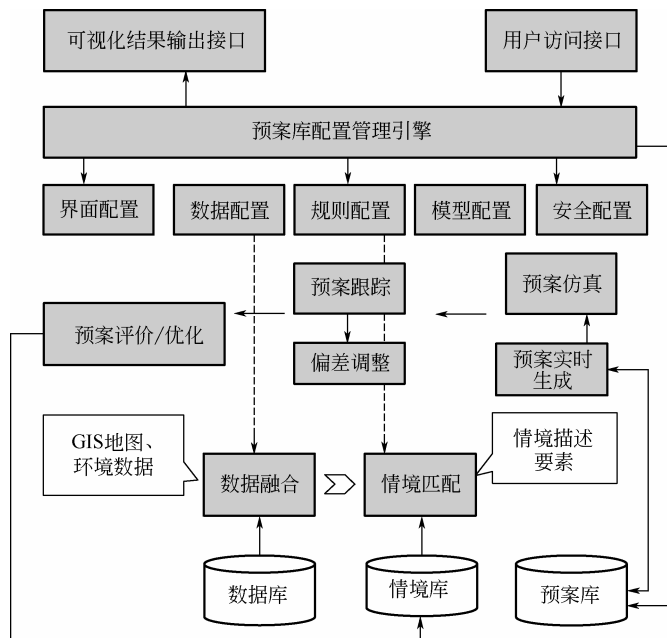 可视化结果输出接口
用户访问接口
预案库配置管理引擎
界面配置
数据配置
规则配置
模型配置
安全配置
预案跟踪
预案仿真
预案评价/优化
偏差调整
预案实时
生成
GIS地图、
环境数据
数据融合
情境匹配
情境描述
要素
数据库
情境库
预案库